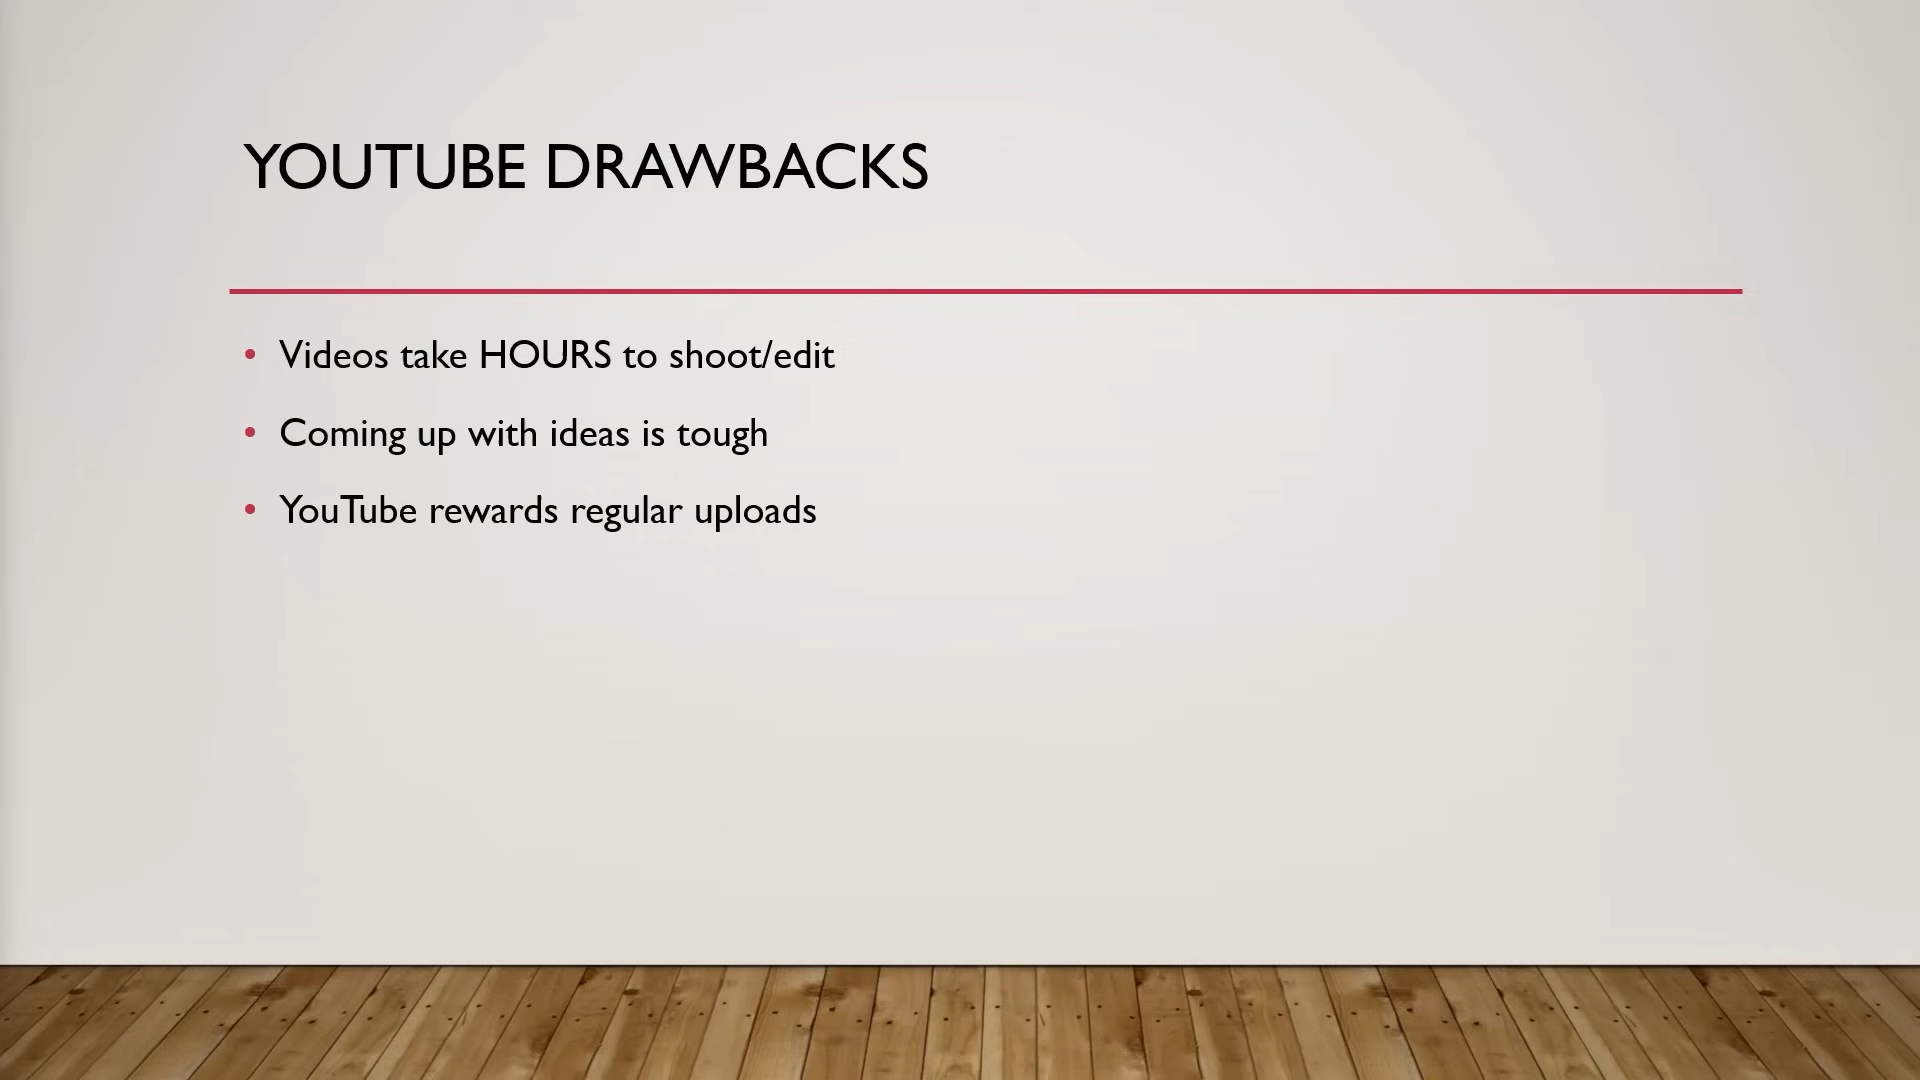 YOUTUBE DRAWBACKS
• Videos take HOURS to shoot/edit
• Coming up with ideas is tough
• YouTube rewards regular uploads